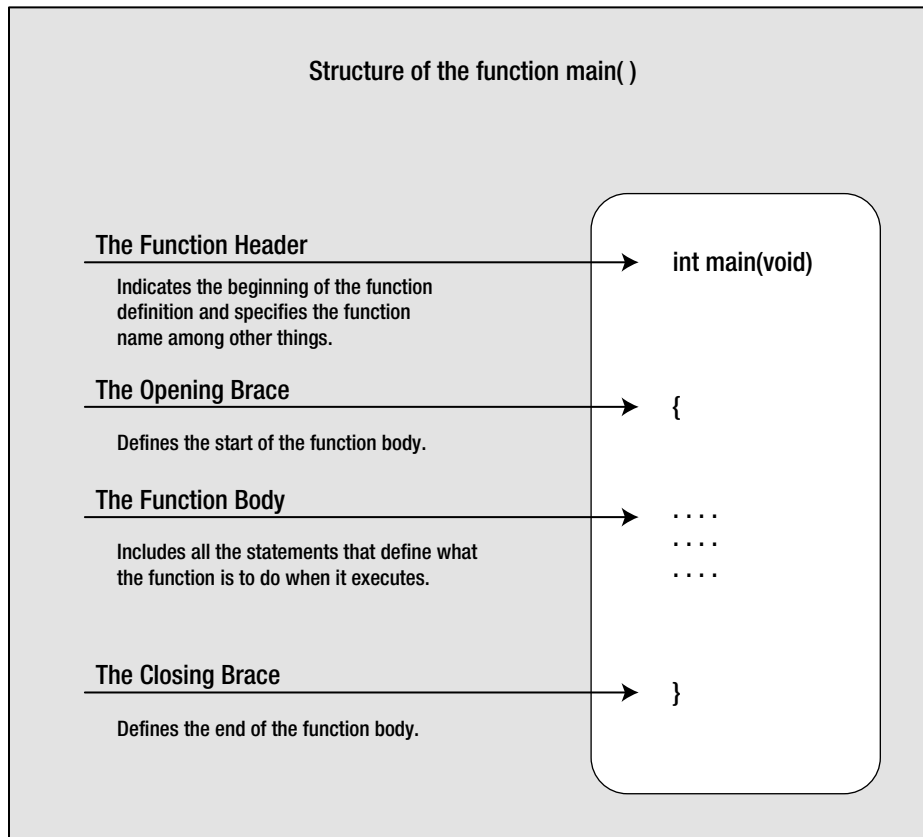 Structure of the function main( )
The Function Header
int main(void)
Indicates the beginning of the function
definition and specifies the function
name among other things.
The Opening Brace
{
Defines the start of the function body.
The Function Body
. . . .
. . . .
. . . .
Includes all the statements that define what
the function is to do when it executes.
The Closing Brace
}
Defines the end of the function body.